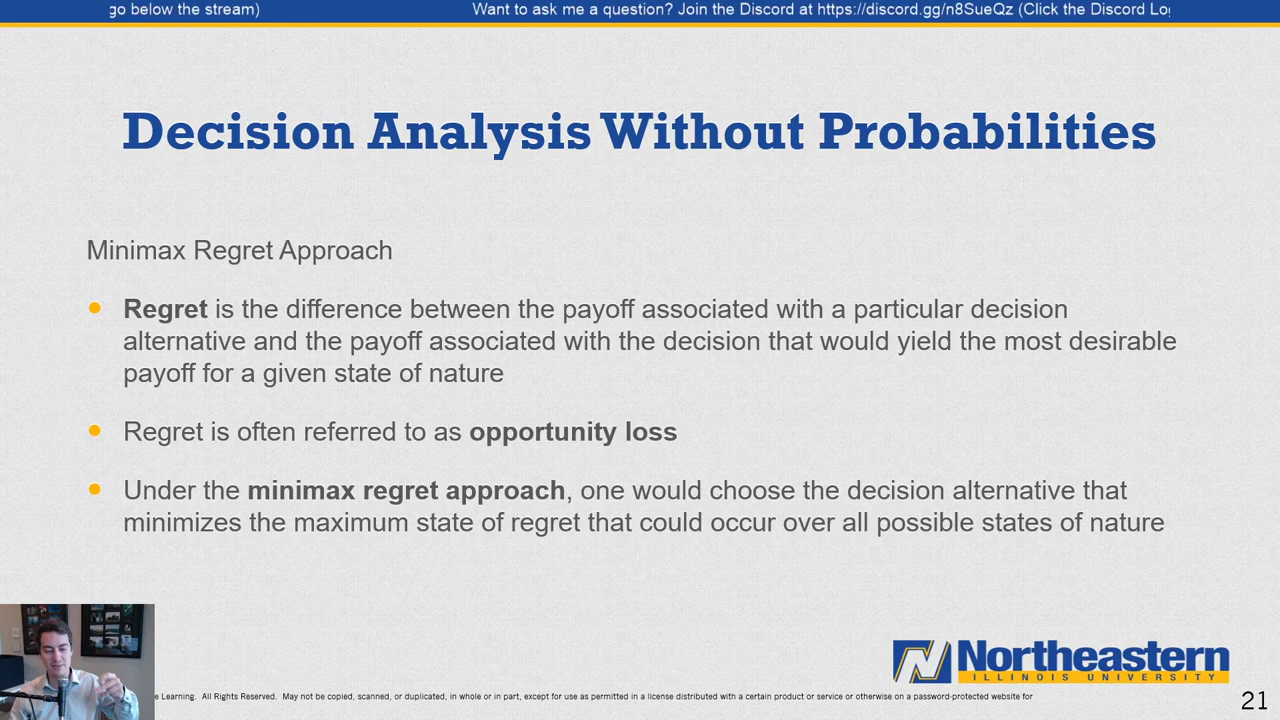 go below the stream) Want to ask me a question? Join the Discord at https://discord.gg/n8SueQz (Click the Discord Log
Decision Analysis Without Probabilities
Minimax Regret Approach
Regret is the difference between the payoff associated with a particular decision
alternative and the payoff associated with the decision that would yield the most desirable
payoff for a given state of nature
Regret is often referred to as opportunity loss
Under the minimax regret approach, one would choose the decision alternative that
minimizes the maximum state of regret that could occur over all possible states of nature
Northeastern
ILLINOIS UNIVERSITY
e Learning. All Rights Reserved. May not be copied, scanned, or duplicated, in whole or in part, except for use as permitted in a license distributed with a certain product or service or otherwise on a password-protected website for
21